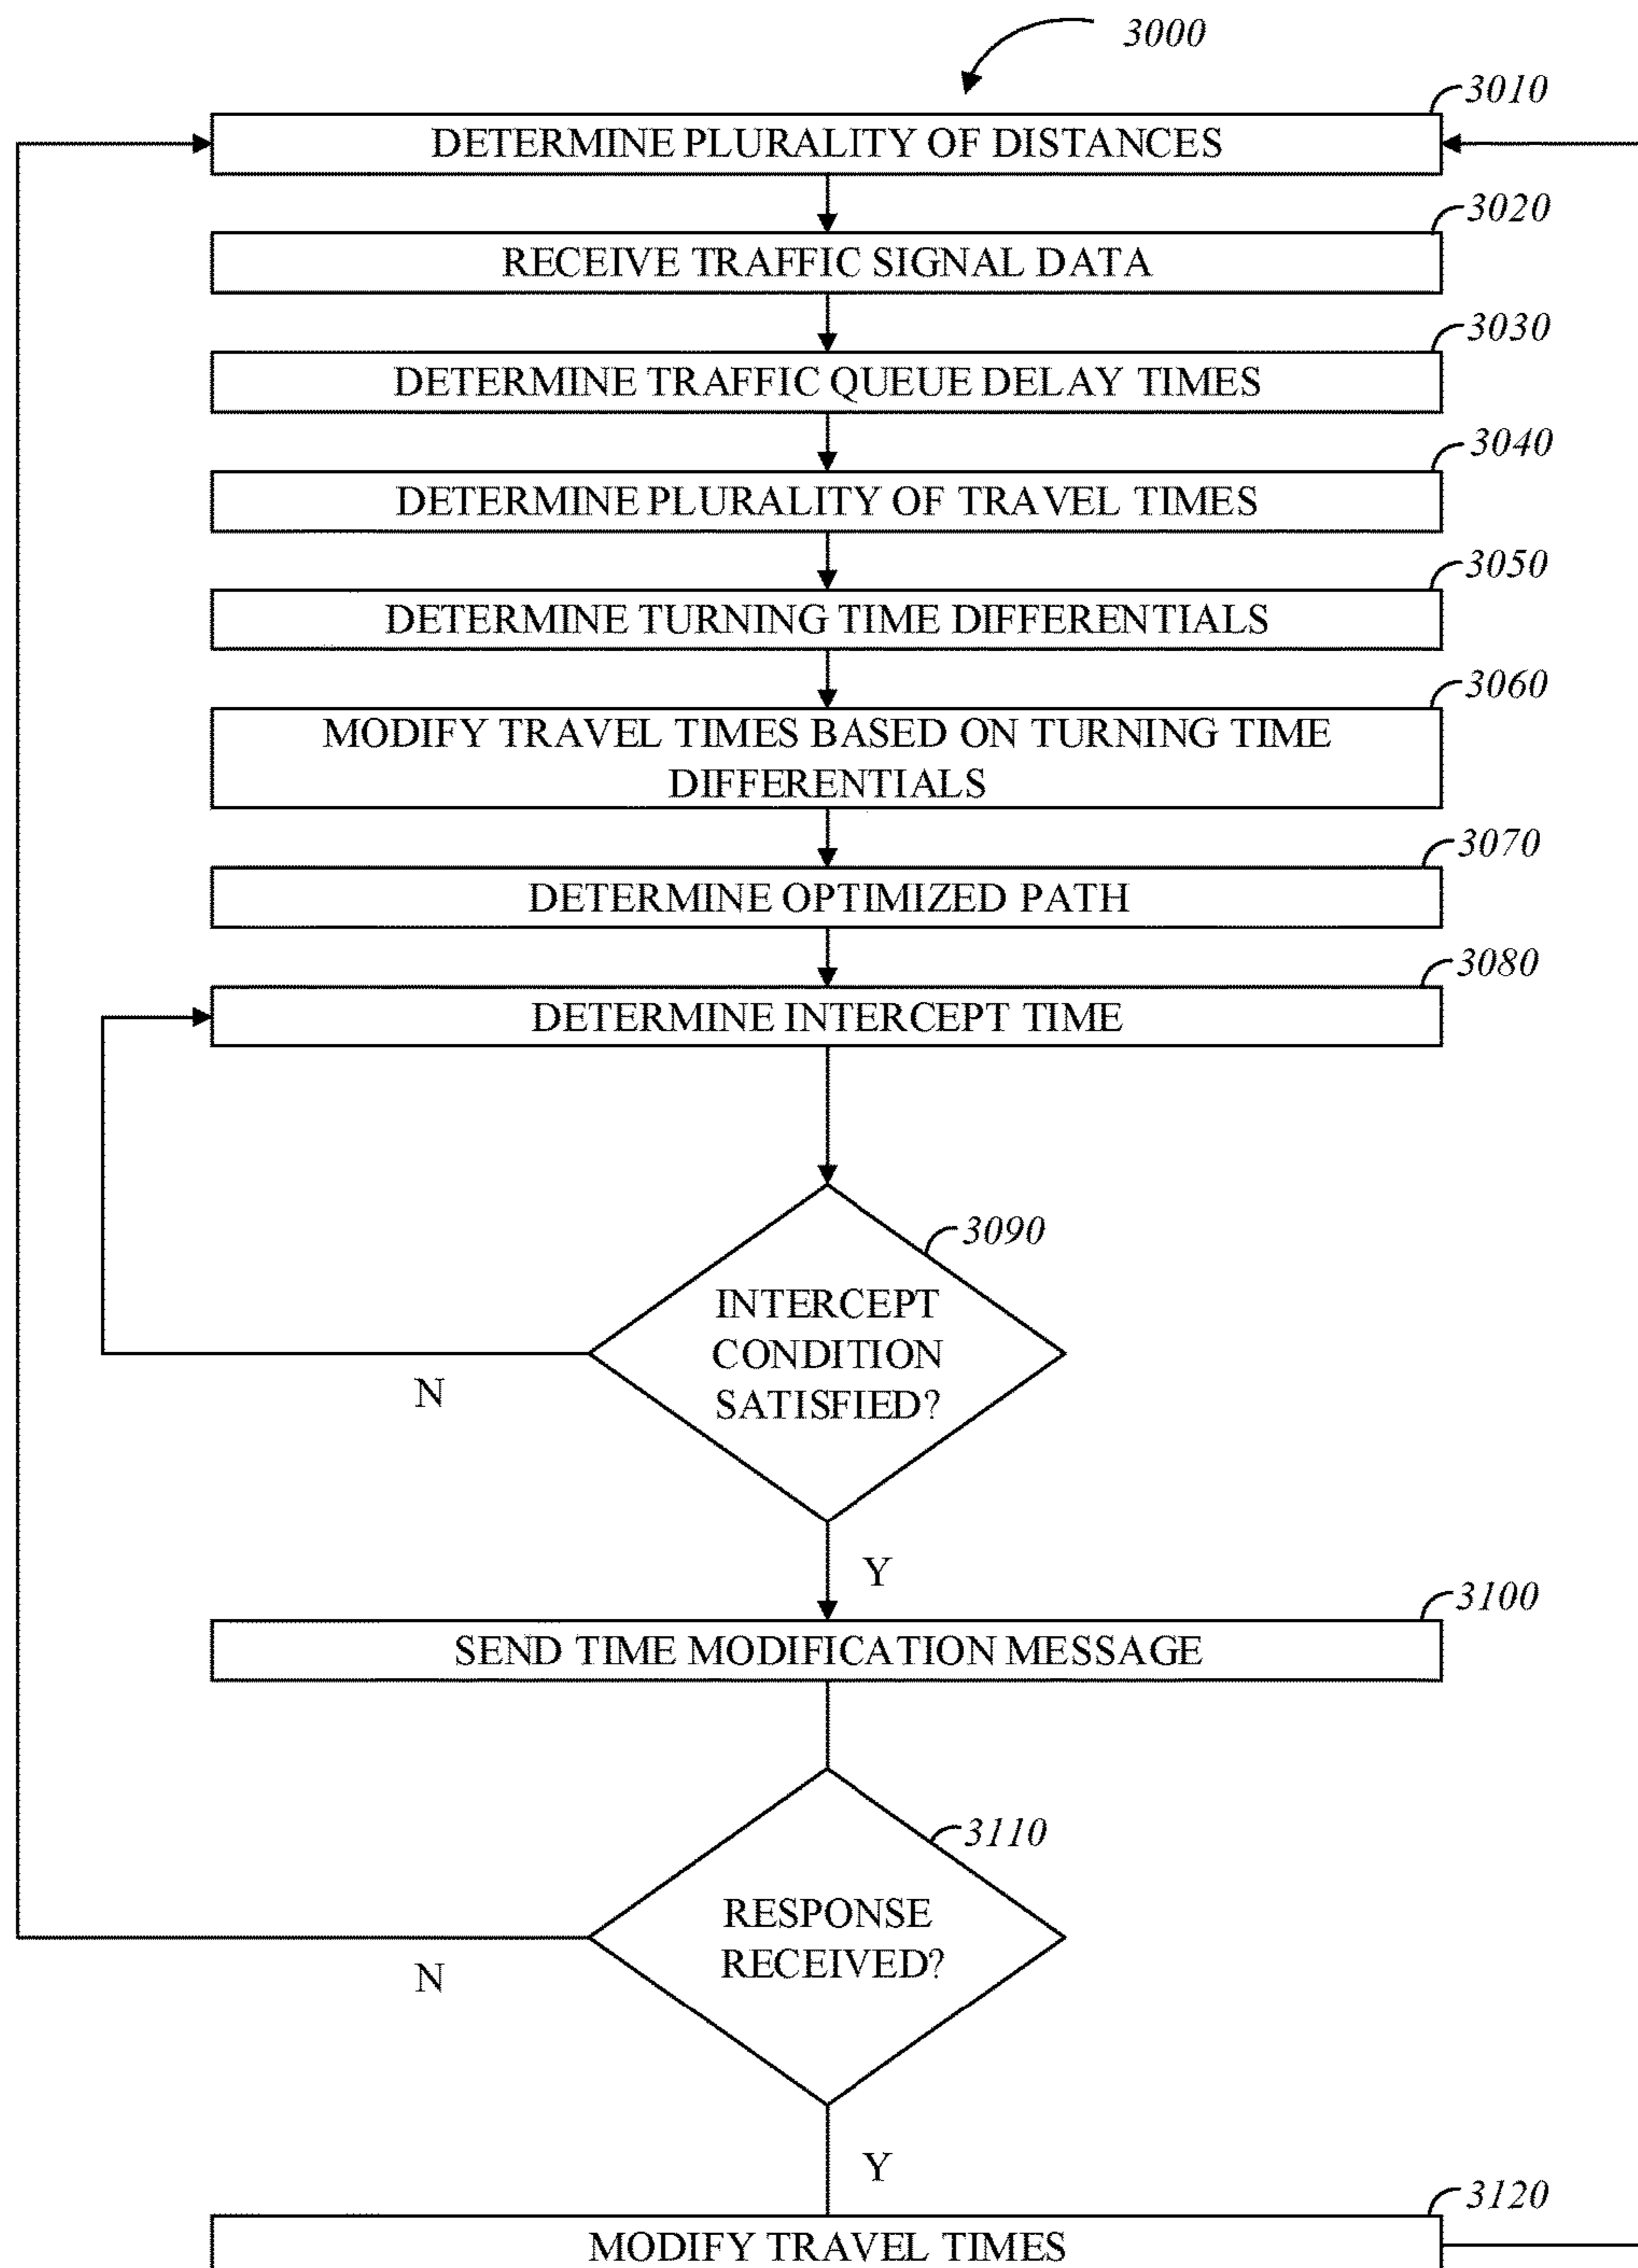 3000
3010
DETERMINE PLURALITY OF DISTANCES
3020
RECEIVE TRAFFIC SIGNAL DATA
3030
DETERMINE TRAFFIC QUEUE DELAY TIMES
3040
DETERMINE PLURALITY OF TRAVEL TIMES
3050
DETERMINE TURNING TIME DIFFERENTIALS
3060
MODIFY TRAVEL TIMES BASED ON TURNING TIME
DIFFERENTIALS
3070
DETERMINE OPTIMIZED PATH
3080
DETERMINE INTERCEPT TIME
3090
INTERCEPT
CONDITION
SATISFIED?
N
Y
3100
SEND TIME MODIFICATION MESSAGE
3110
RESPONSE
RECEIVED?
N
Y
3120
MODIFY TRAVEL TIMES